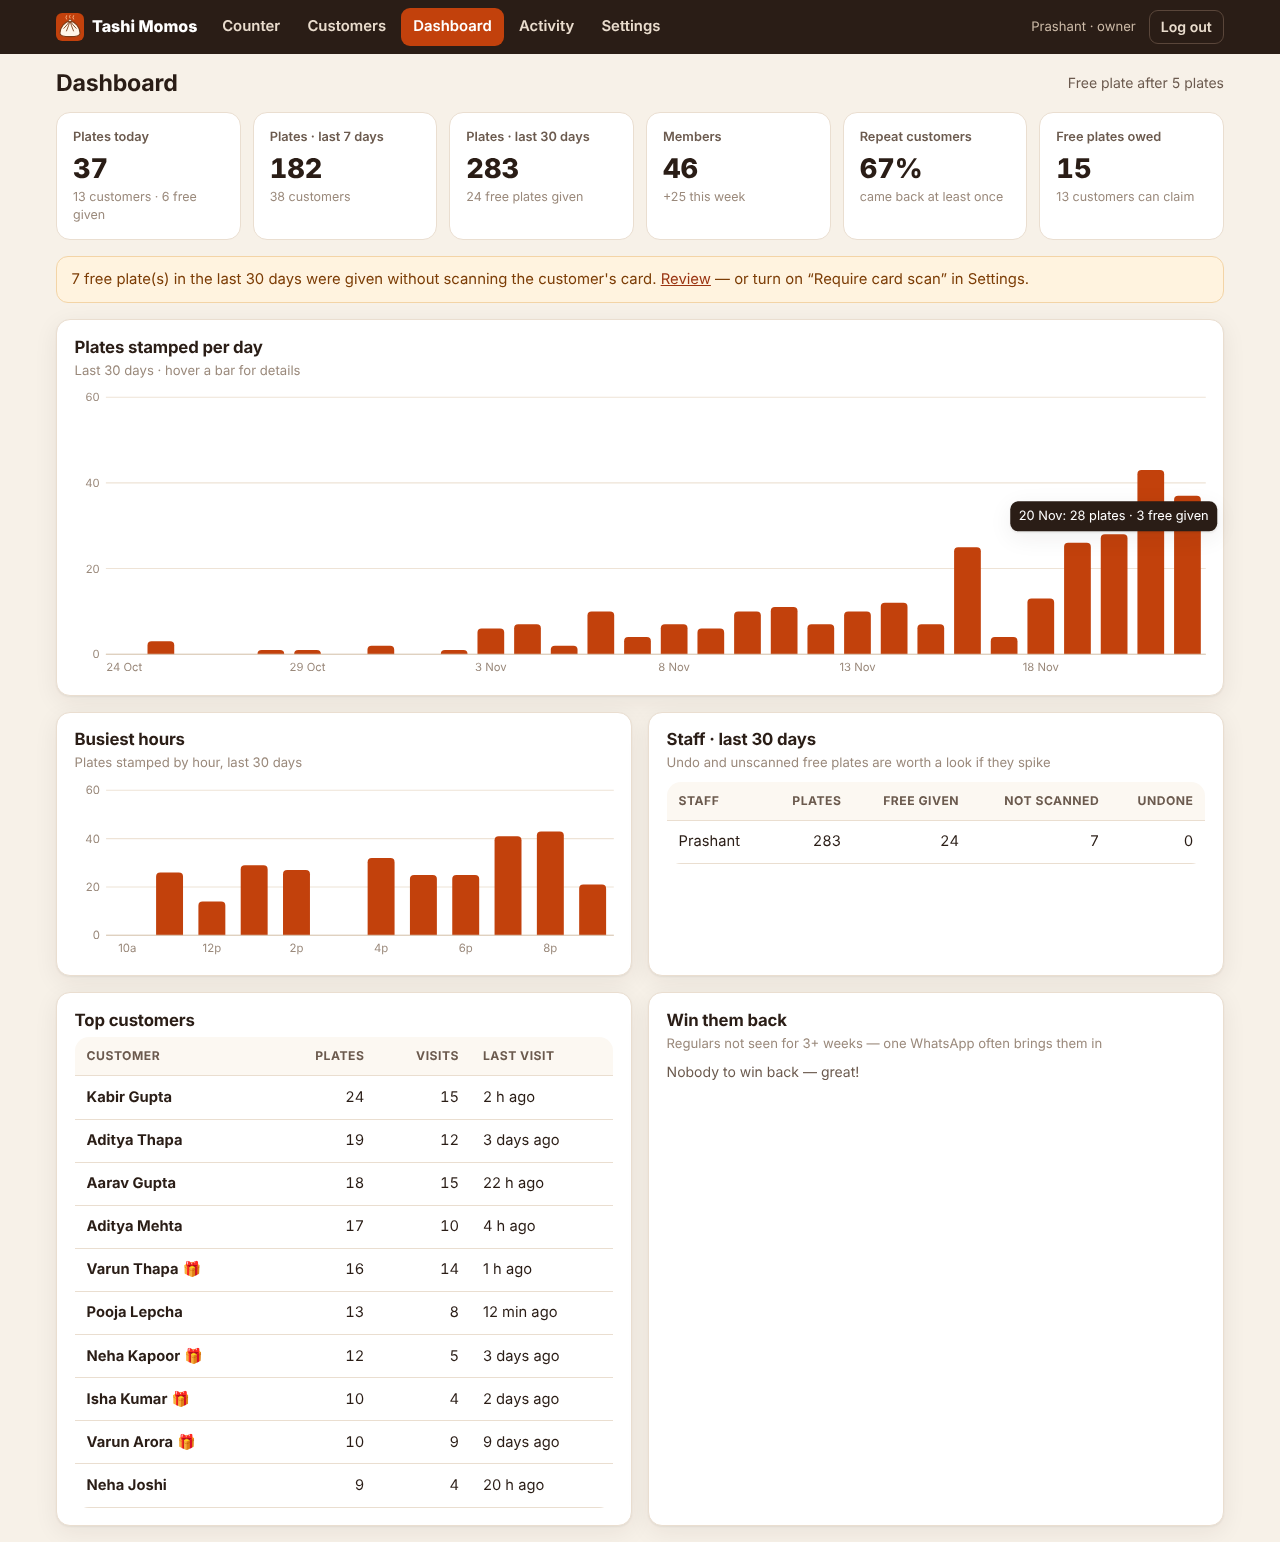 Tashi Momos Counter Customers Dashboard Activity Settings Prashant · owner Log out
Dashboard Free plate after 5 plates
Plates today
37
13 customers · 6 free
given
Plates · last 7 days
182
38 customers
Plates · last 30 days
283
24 free plates given
Members
46
+25 this week
Repeat customers
67%
came back at least once
Free plates owed
15
13 customers can claim
7 free plate(s) in the last 30 days were given without scanning the customer's card. Review — or turn on “Require card scan” in Settings.
Plates stamped per day
Last 30 days · hover a bar for details
60
40
20 Nov: 28 plates · 3 free given
20
0
24 Oct 29 Oct 3 Nov 8 Nov 13 Nov 18 Nov
Busiest hours
Plates stamped by hour, last 30 days
60
40
20
0
10a 12p 2p 4p 6p 8p
Staff · last 30 days
Undo and unscanned free plates are worth a look if they spike
STAFF PLATES FREE GIVEN NOT SCANNED UNDONE
Prashant 283 24 7 0
Top customers
CUSTOMER PLATES VISITS LAST VISIT
Kabir Gupta 24 15 2 h ago
Aditya Thapa 19 12 3 days ago
Aarav Gupta 18 15 22 h ago
Aditya Mehta 17 10 4 h ago
Varun Thapa 🎁 16 14 1 h ago
Pooja Lepcha 13 8 12 min ago
Neha Kapoor 🎁 12 5 3 days ago
Isha Kumar 🎁 10 4 2 days ago
Varun Arora 🎁 10 9 9 days ago
Neha Joshi 9 4 20 h ago
Win them back
Regulars not seen for 3+ weeks — one WhatsApp often brings them in
Nobody to win back — great!